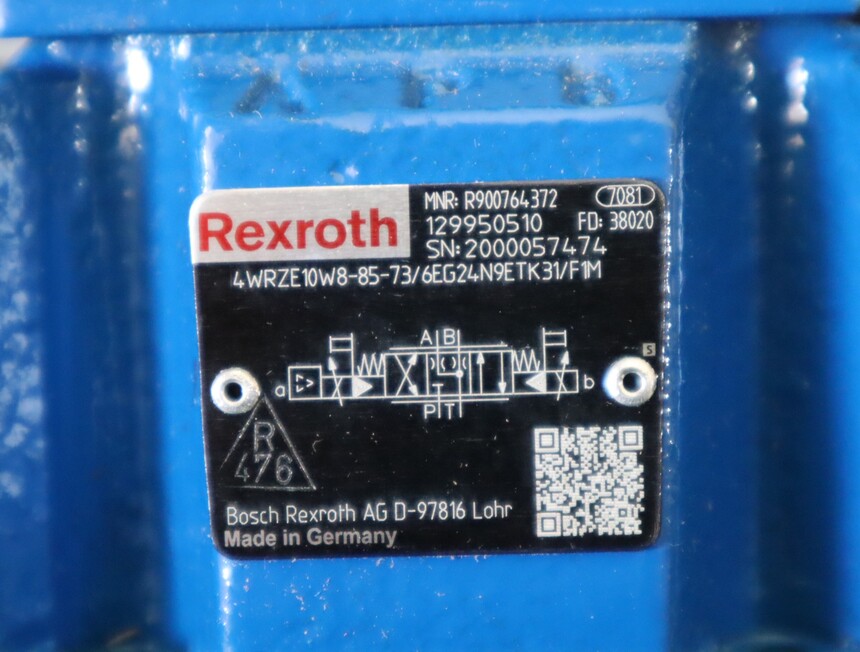 Rexroth
MNR: R900764372
7081
129950510
FD: 38020
SN: 2000057474
4WRZE10W8-85-73/6EG24N9ETK31/F1M
A B
S
a
b
P T
R
476
Bosch Rexroth AG D-97816 Lohr
Made in Germany